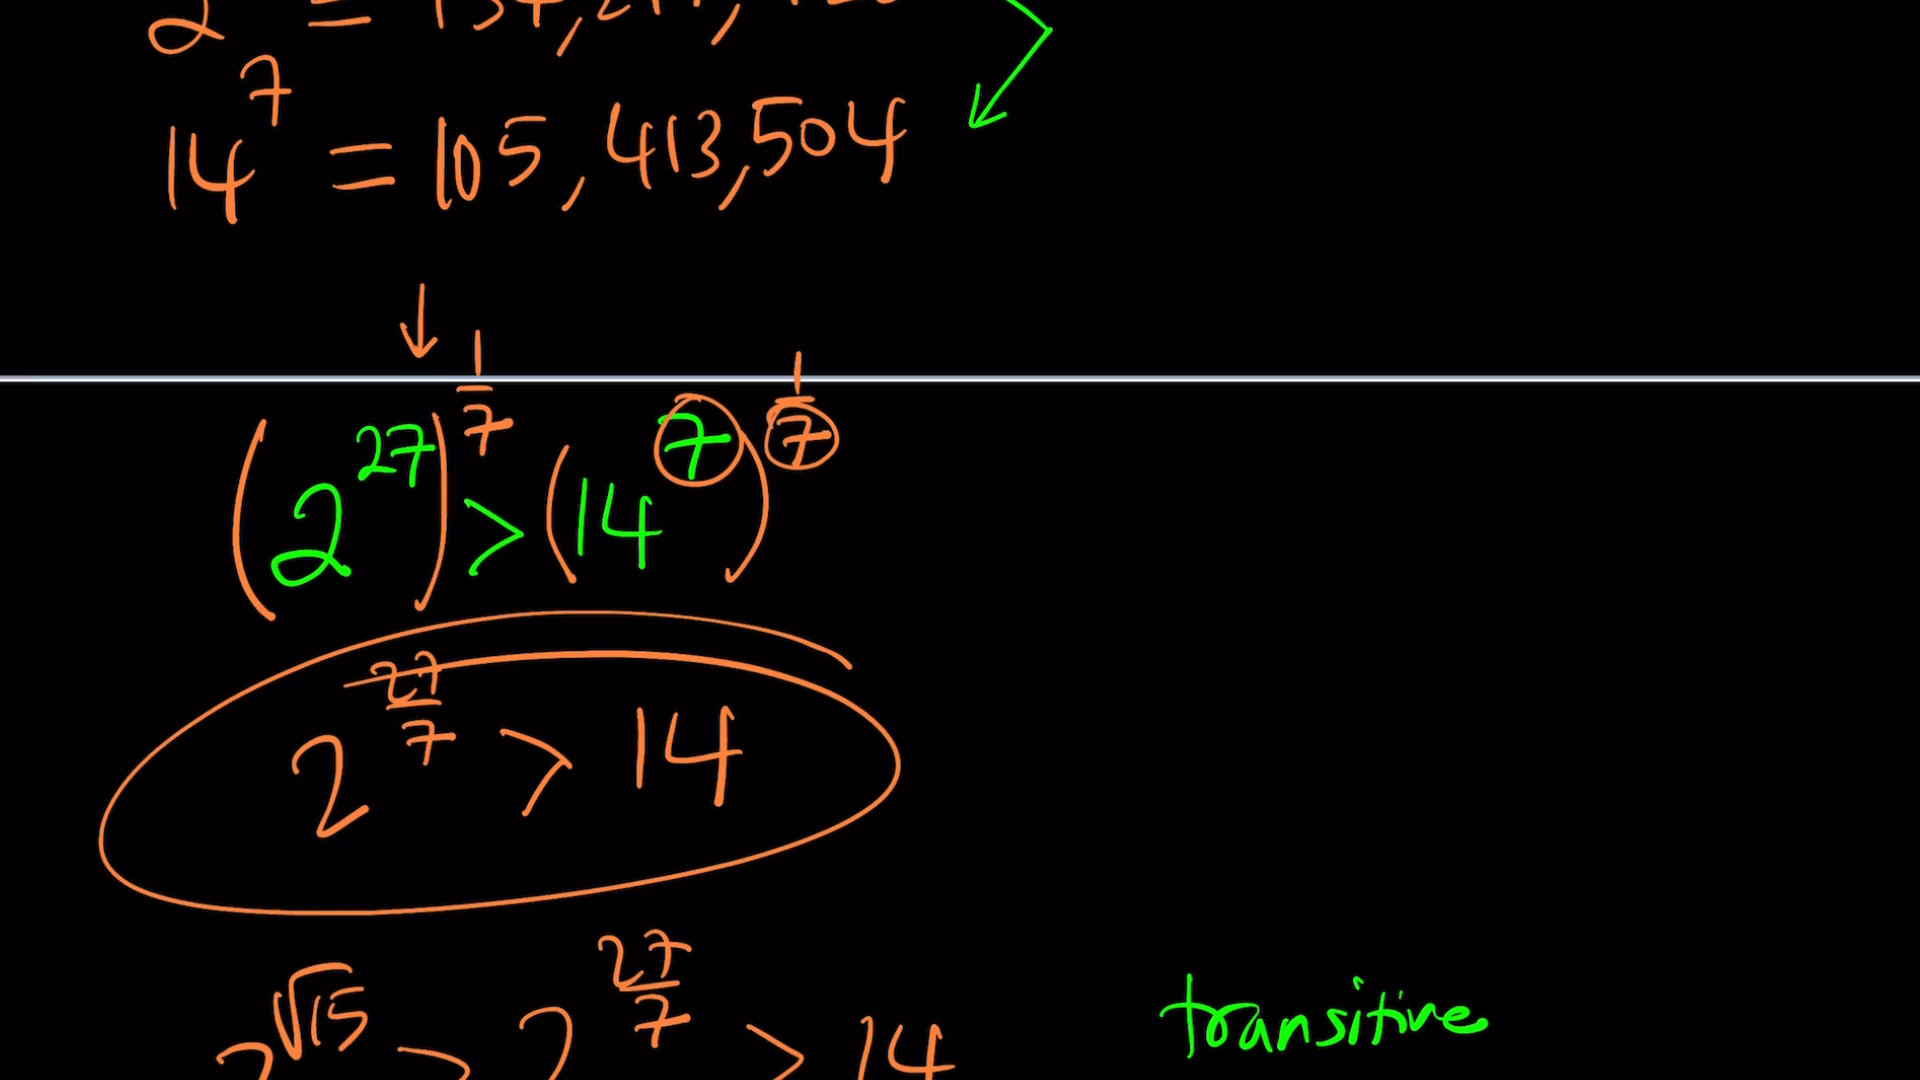 14^7 = 105,413,504
↓
(2^27)^(1/7) > (14^7)^(1/7)
2^(27/7) > 14
2^√15 > 2^(27/7) > 14
transitive